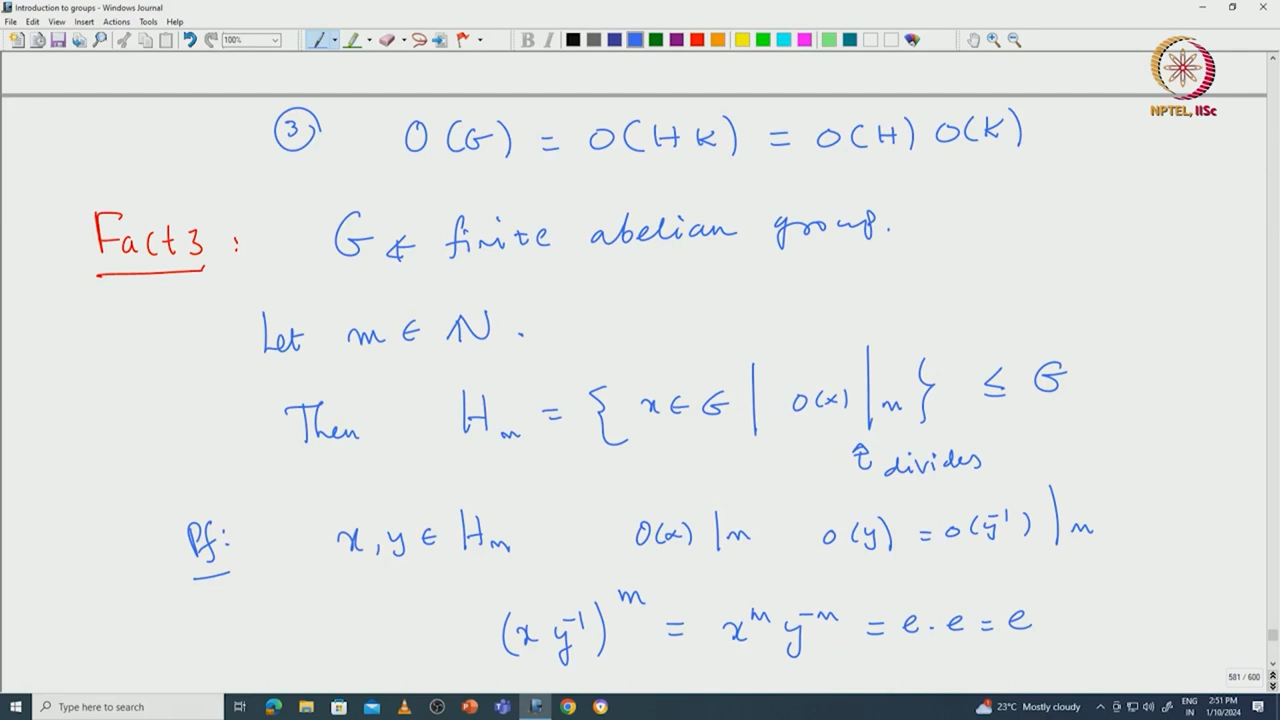 Introduction to groups - Windows Journal
File Edit View Insert Actions Tools Help
100%
B I
NPTEL, IISc
③ O(G) = O(HK) = O(H) O(K)
Fact 3 : G ← finite abelian group.
Let m ∈ ℕ.
Then H_m = { x ∈ G | o(x) | m } ≤ G
↑ divides
Pf: x, y ∈ H_m O(x) | m o(y) = o(y⁻¹) | m
(x y⁻¹)^m = x^m y^-m = e . e = e
581 / 600
Type here to search
23°C Mostly cloudy
ENG
IN
2:51 PM
1/10/2024